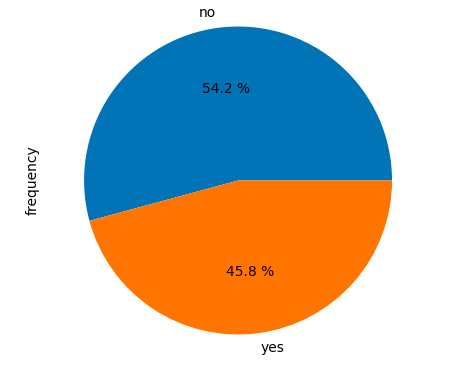 no
54.2 %
frequency
45.8 %
yes